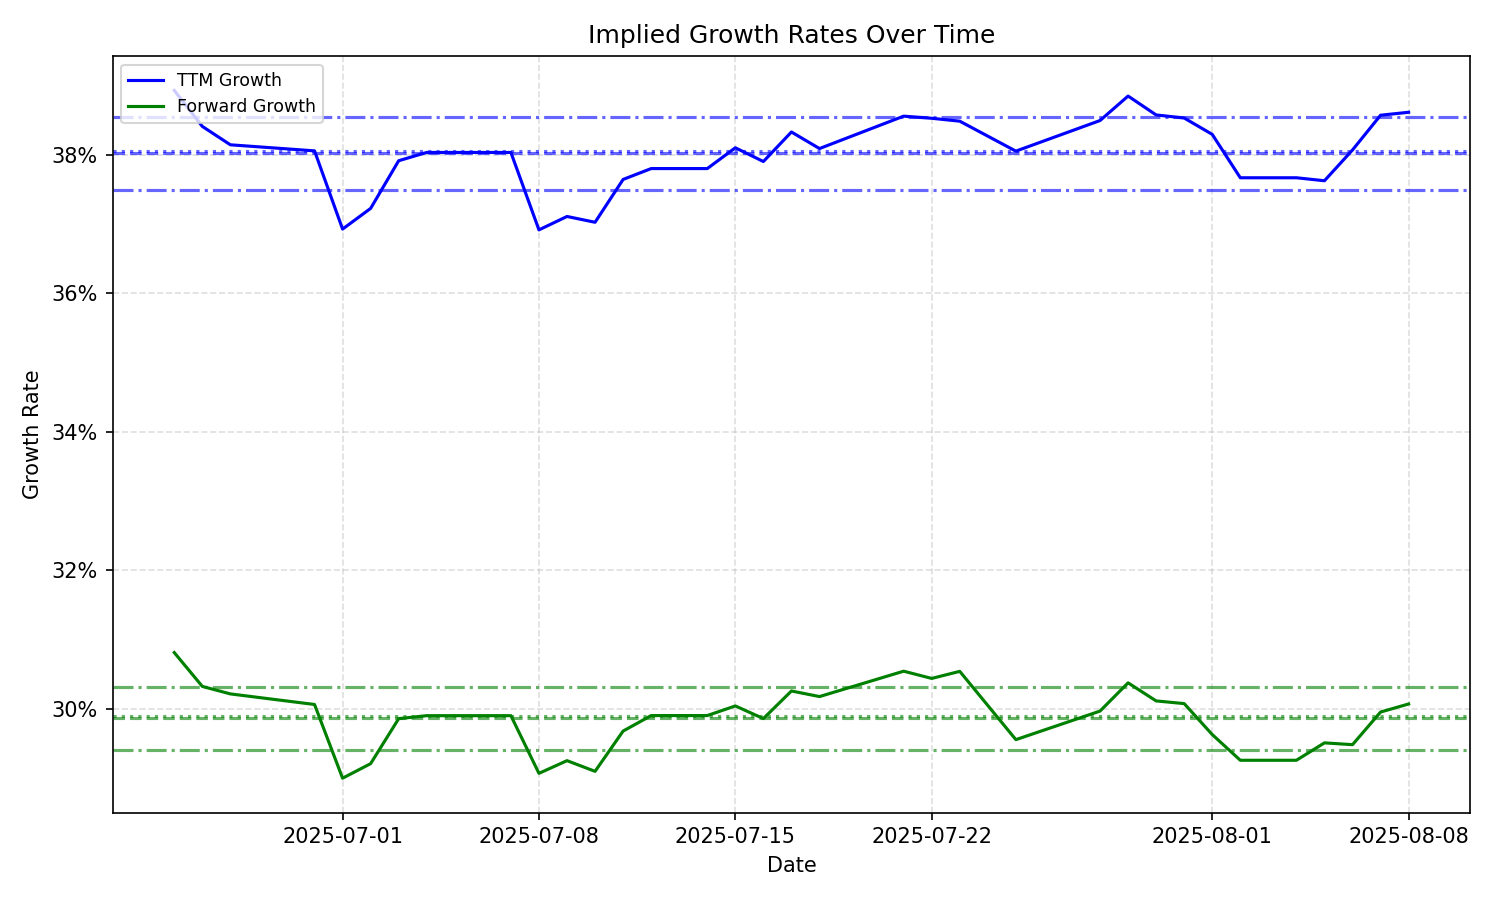 Implied Growth Rates Over Time
TTM Growth
Forward Growth
38%
36%
34%
32%
30%
Growth Rate
2025-07-01 2025-07-08 2025-07-15 2025-07-22 2025-08-01 2025-08-08
Date